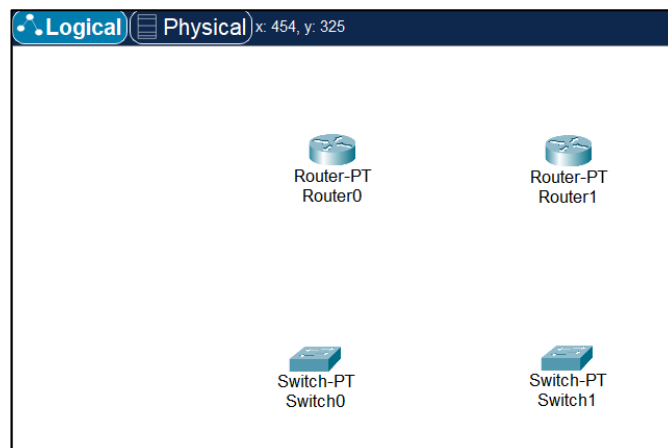 Logical Physical x: 454, y: 325
Router-PT
Router0
Router-PT
Router1
Switch-PT
Switch0
Switch-PT
Switch1